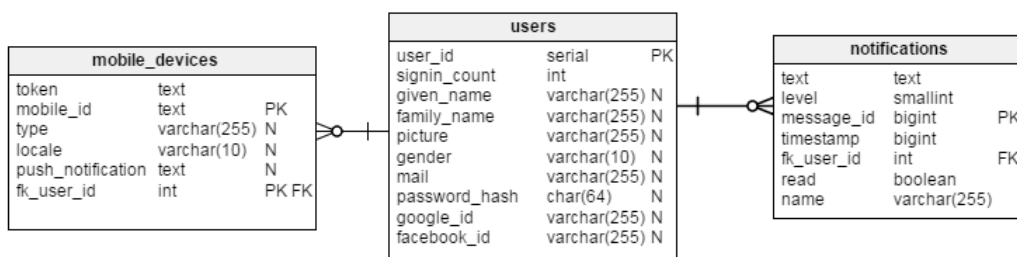 mobile_devices
token text
mobile_id text PK
type varchar(255) N
locale varchar(10) N
push_notification text N
fk_user_id int PK FK
users
user_id serial PK
signin_count int
given_name varchar(255) N
family_name varchar(255) N
picture varchar(255) N
gender varchar(10) N
mail varchar(255) N
password_hash char(64) N
google_id varchar(255) N
facebook_id varchar(255) N
notifications
text text
level smallint
message_id bigint PK
timestamp bigint
fk_user_id int FK
read boolean
name varchar(255)